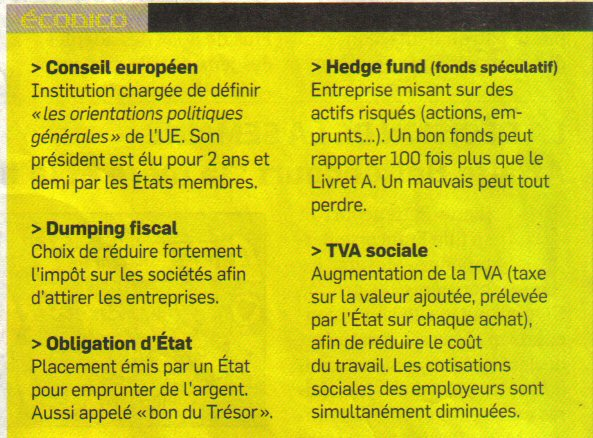 écodico
> Conseil européen
Institution chargée de définir
«les orientations politiques
générales» de l'UE. Son
président est élu pour 2 ans et
demi par les États membres.
> Dumping fiscal
Choix de réduire fortement
l'impôt sur les sociétés afin
d'attirer les entreprises.
> Obligation d'État
Placement émis par un État
pour emprunter de l'argent.
Aussi appelé «bon du Trésor».
> Hedge fund (fonds spéculatif)
Entreprise misant sur des
actifs risqués (actions, em-
prunts...). Un bon fonds peut
rapporter 100 fois plus que le
Livret A. Un mauvais peut tout
perdre.
> TVA sociale
Augmentation de la TVA (taxe
sur la valeur ajoutée, prélevée
par l'État sur chaque achat),
afin de réduire le coût
du travail. Les cotisations
sociales des employeurs sont
simultanément diminuées.